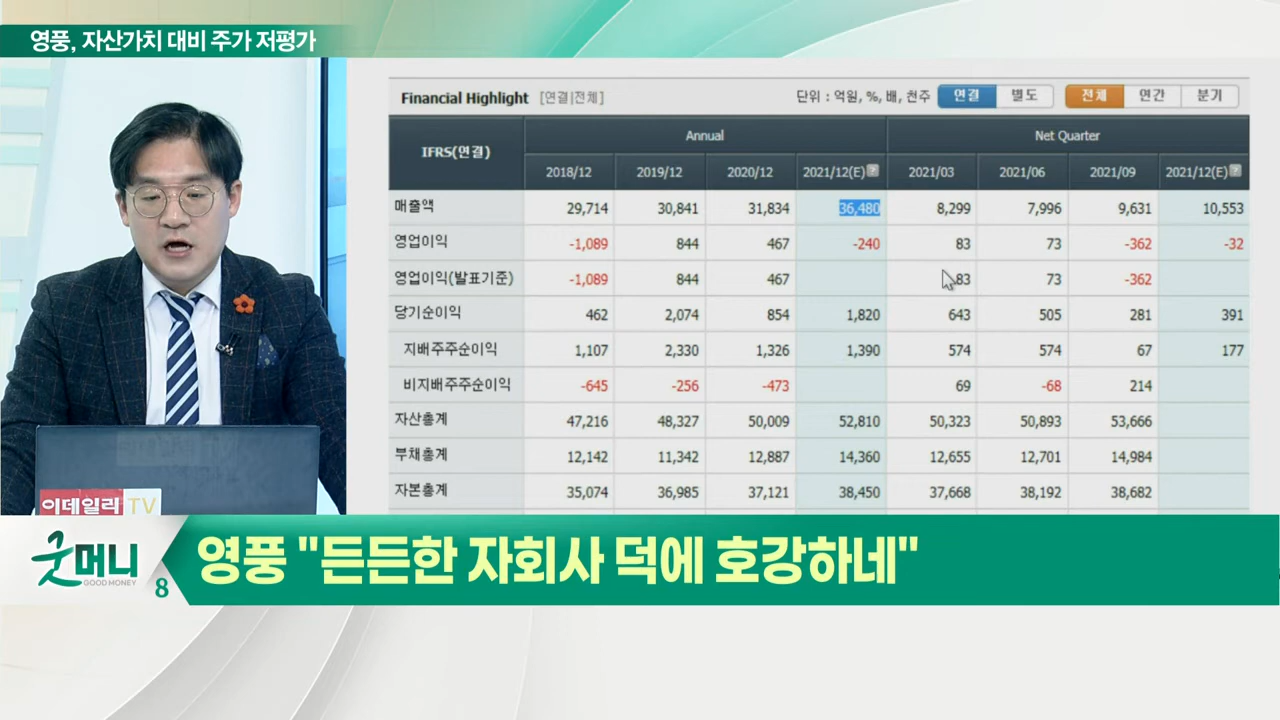 영풍, 자산가치 대비 주가 저평가
Financial Highlight [연결|전체] 단위 : 억원, %, 배, 천주 연결 별도 전체 연간 분기
IFRS(연결) Annual Net Quarter
2018/12 2019/12 2020/12 2021/12(E) 2021/03 2021/06 2021/09 2021/12(E)
매출액 29,714 30,841 31,834 36,480 8,299 7,996 9,631 10,553
영업이익 -1,089 844 467 -240 83 73 -362 -32
영업이익(발표기준) -1,089 844 467 83 73 -362
당기순이익 462 2,074 854 1,820 643 505 281 391
지배주주순이익 1,107 2,330 1,326 1,390 574 574 67 177
비지배주주순이익 -645 -256 -473 69 -68 214
자산총계 47,216 48,327 50,009 52,810 50,323 50,893 53,666
부채총계 12,142 11,342 12,887 14,360 12,655 12,701 14,984
자본총계 35,074 36,985 37,121 38,450 37,668 38,192 38,682
이데일리 TV
굿머니
GOOD MONEY
8
영풍 "든든한 자회사 덕에 호강하네"